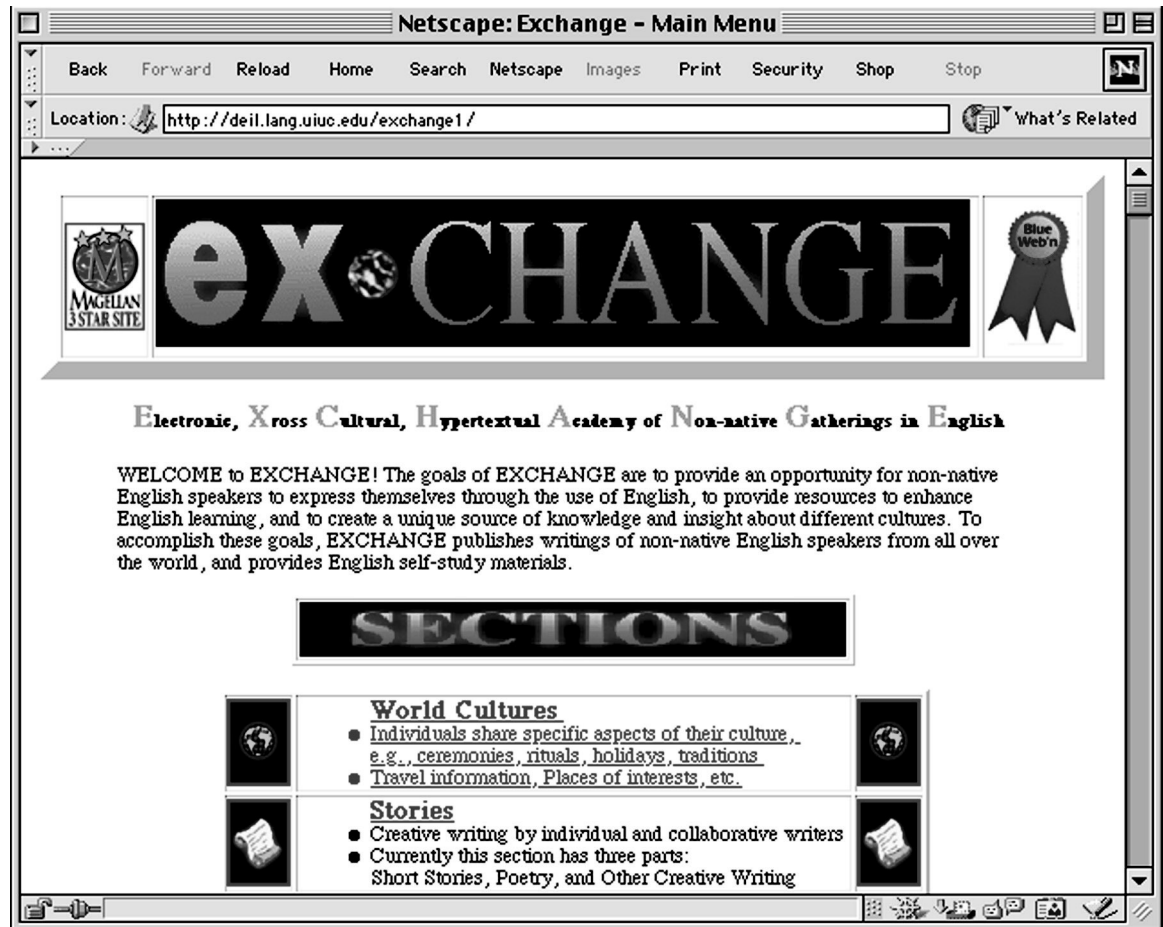 Netscape: Exchange - Main Menu
Back Forward Reload Home Search Netscape Images Print Security Shop Stop
N
Location: http://deil.lang.uiuc.edu/exchange1/ What's Related
...
M
MAGELLAN
3 STAR SITE
ex CHANGE
Blue
Web'n
Electronic, Xross Cultural, Hypertextual Academy of Non-native Gatherings in English
WELCOME to EXCHANGE! The goals of EXCHANGE are to provide an opportunity for non-native
English speakers to express themselves through the use of English, to provide resources to enhance
English learning, and to create a unique source of knowledge and insight about different cultures. To
accomplish these goals, EXCHANGE publishes writings of non-native English speakers from all over
the world, and provides English self-study materials.
SECTIONS
World Cultures
Individuals share specific aspects of their culture,
e.g., ceremonies, rituals, holidays, traditions
Travel information, Places of interests, etc.
Stories
Creative writing by individual and collaborative writers
Currently this section has three parts:
Short Stories, Poetry, and Other Creative Writing